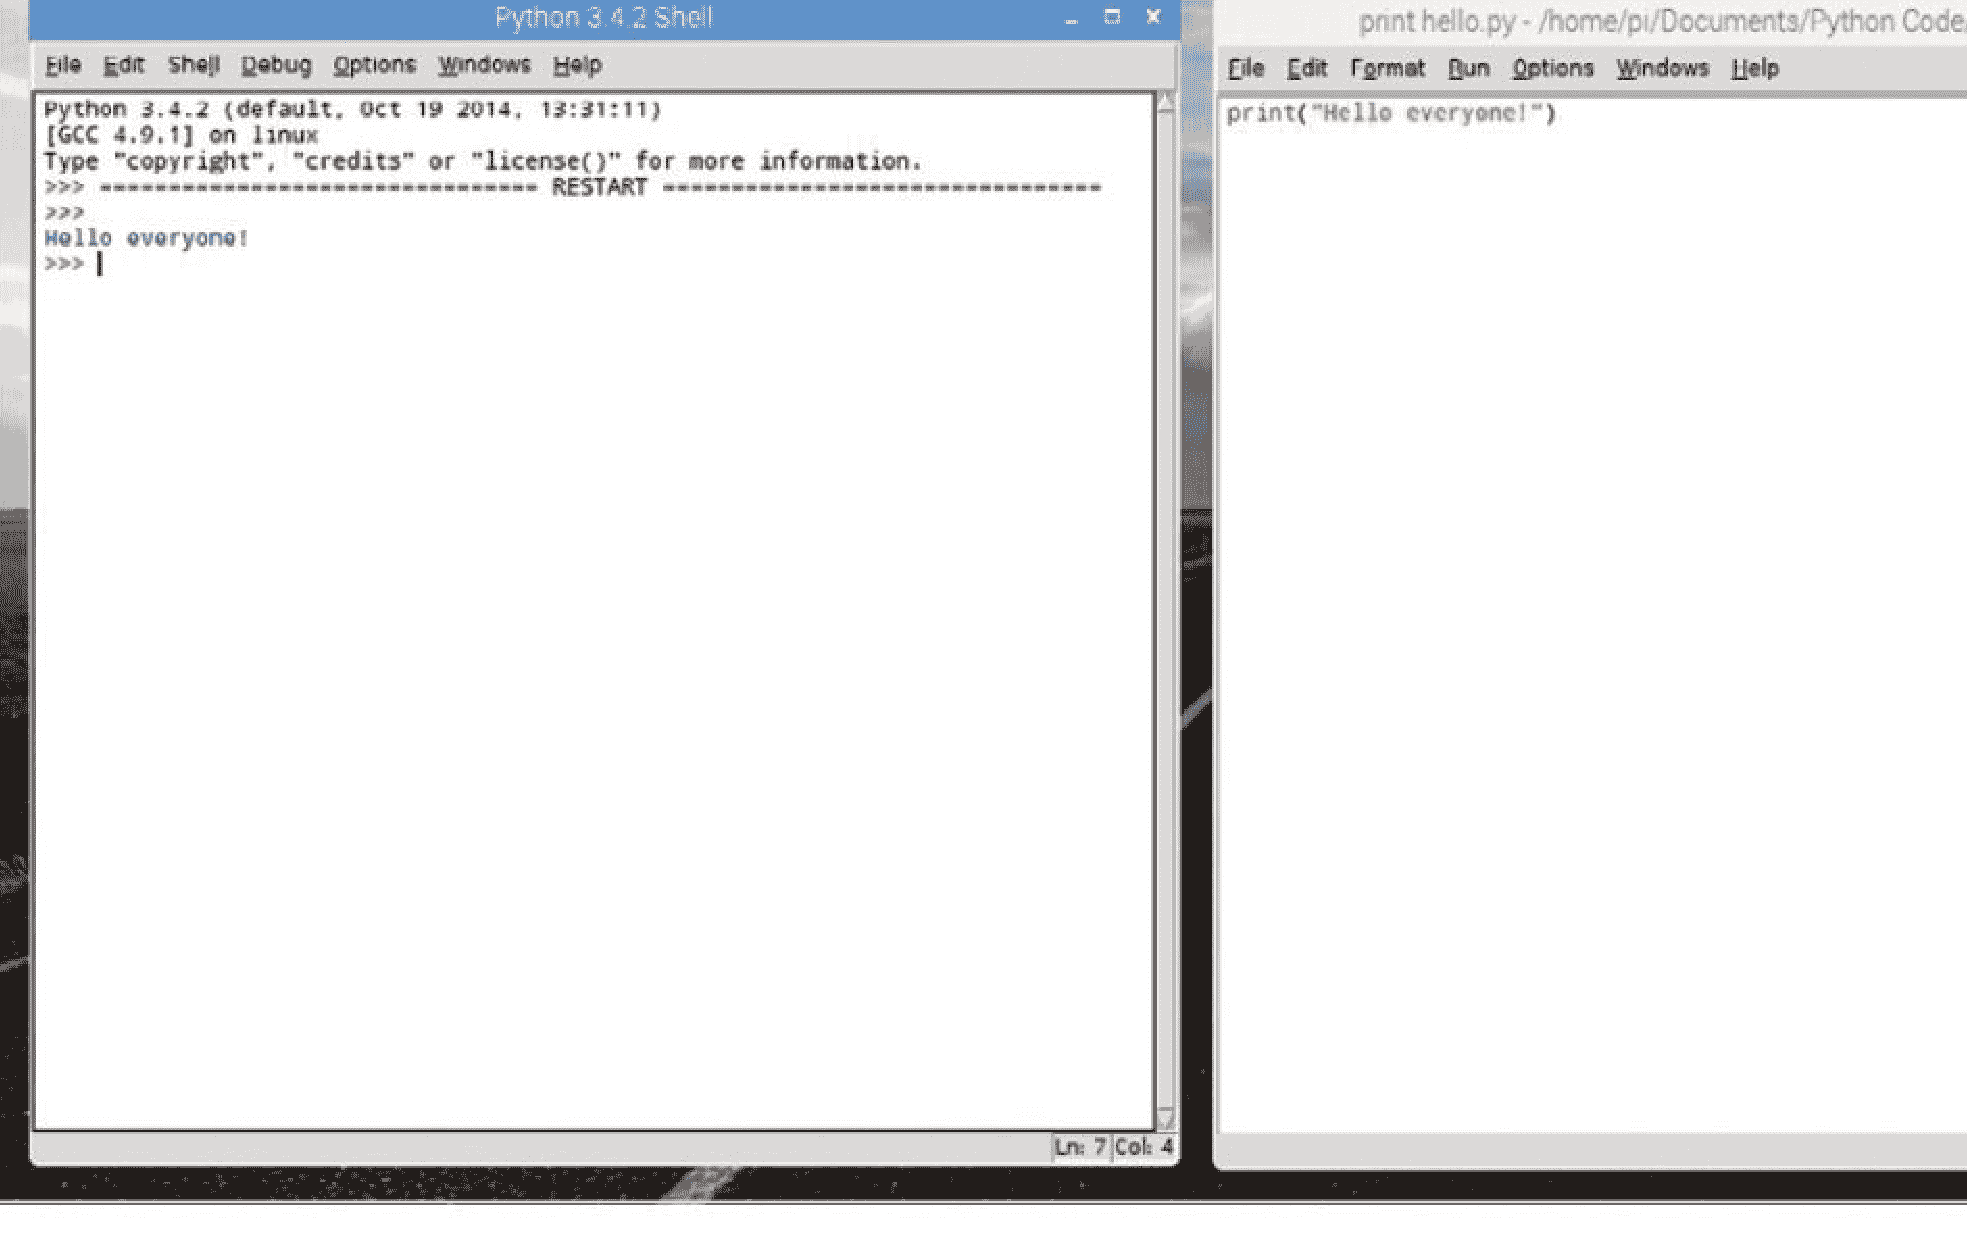 Python 3.4.2 Shell
File Edit Shell Debug Options Windows Help
Python 3.4.2 (default, Oct 19 2014, 13:31:11)
[GCC 4.9.1] on linux
Type "copyright", "credits" or "license()" for more information.
>>> ================================ RESTART ================================
>>>
Hello everyone!
>>>
Ln: 7 Col: 4
print hello.py - /home/pi/Documents/Python Code/
File Edit Format Run Options Windows Help
print("Hello everyone!")